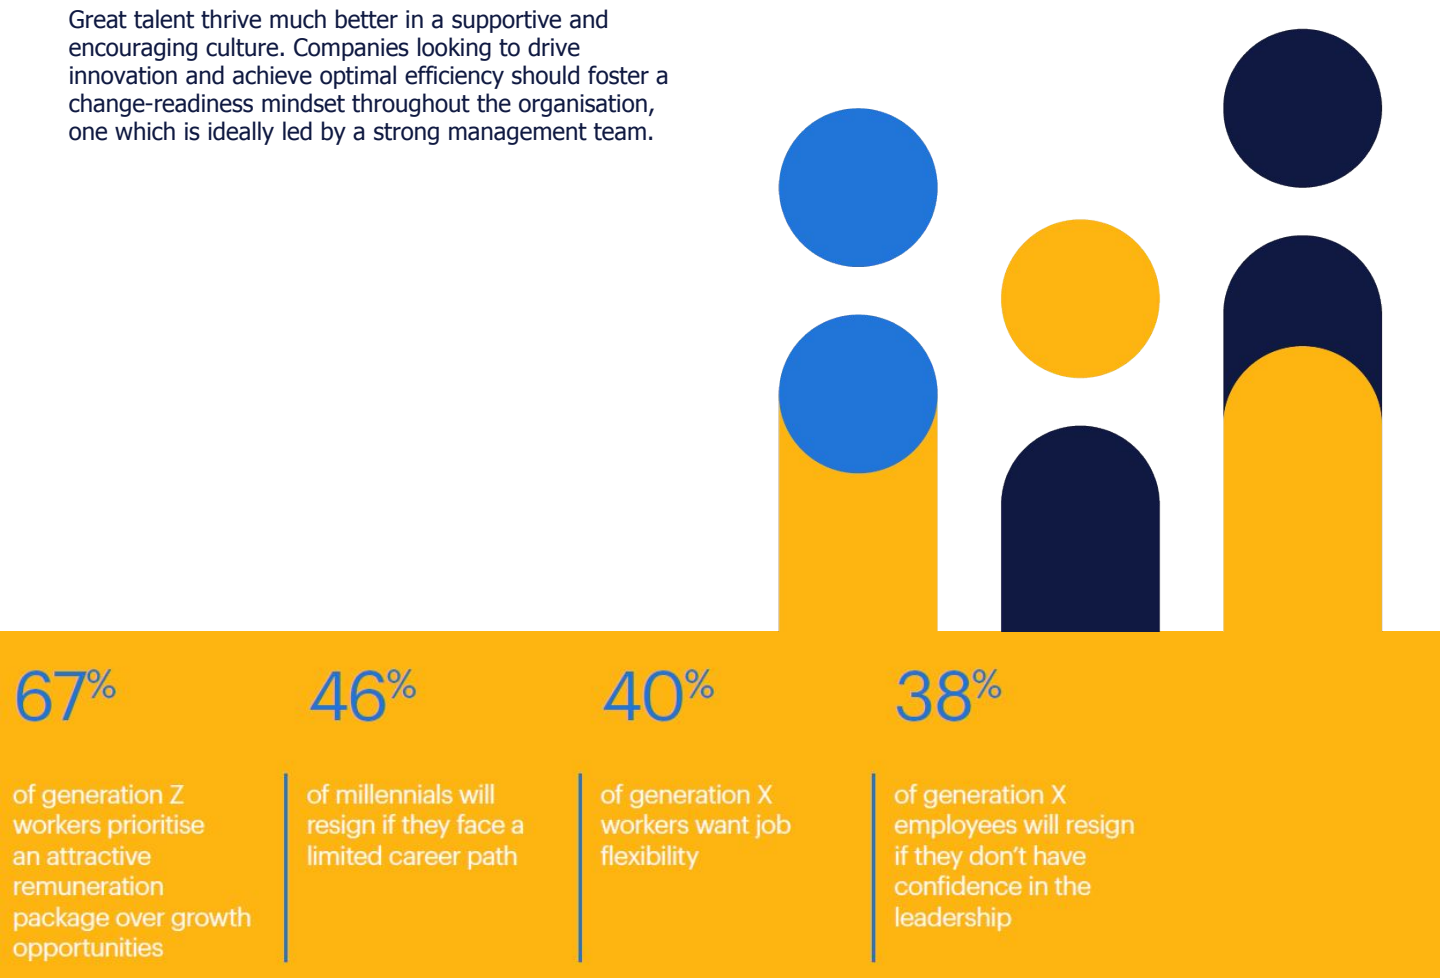 Great talent thrive much better in a supportive and
encouraging culture. Companies looking to drive
innovation and achieve optimal efficiency should foster a
change-readiness mindset throughout the organisation,
one which is ideally led by a strong management team.
67%
of generation Z
workers prioritise
an attractive
remuneration
package over growth
opportunities
46%
of millennials will
resign if they face a
limited career path
40%
of generation X
workers want job
flexibility
38%
of generation X
employees will resign
if they don't have
confidence in the
leadership